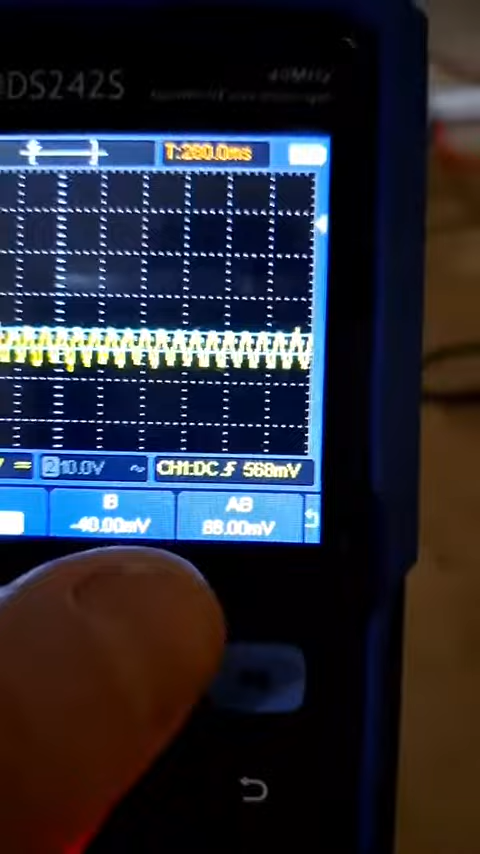 DS242S
40MHz
T:280.0ms
V 2 10.0V ~ CH1:DC 568mV
B AB
-40.00mV 88.00mV